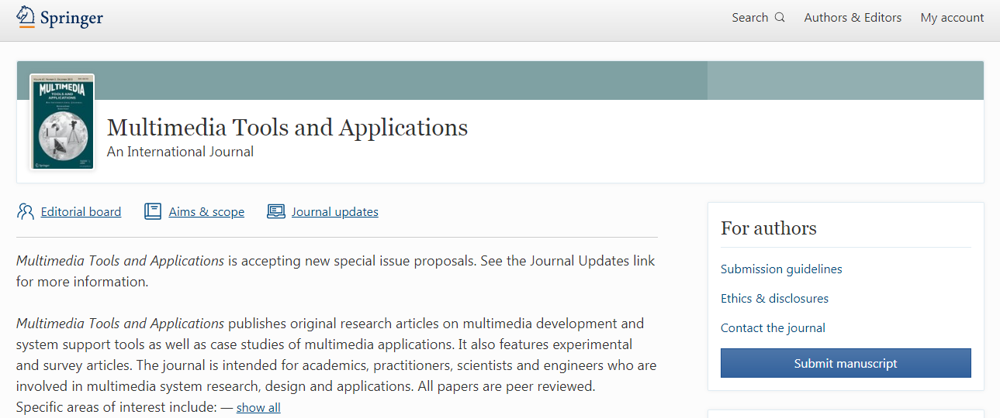 Springer
Search
Authors & Editors
My account
MULTIMEDIA
TOOLS AND
APPLICATIONS
Springer
Multimedia Tools and Applications
An International Journal
Editorial board
Aims & scope
Journal updates
Multimedia Tools and Applications is accepting new special issue proposals. See the Journal Updates link
for more information.
Multimedia Tools and Applications publishes original research articles on multimedia development and
system support tools as well as case studies of multimedia applications. It also features experimental
and survey articles. The journal is intended for academics, practitioners, scientists and engineers who are
involved in multimedia system research, design and applications. All papers are peer reviewed.
Specific areas of interest include: — show all
For authors
Submission guidelines
Ethics & disclosures
Contact the journal
Submit manuscript